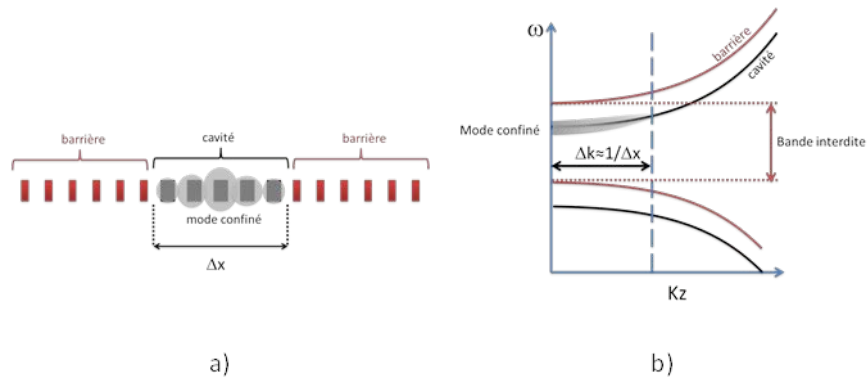 barrière
cavité
barrière
mode confiné
Δx
a)
ω
barrière
cavité
Mode confiné
Δk≈1/Δx
Bande interdite
Kz
b)